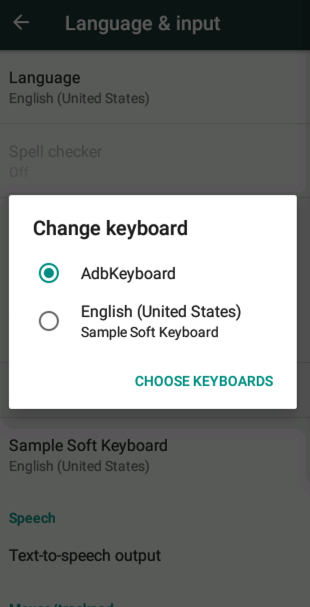 Language & input
Language
English (United States)
Spell checker
Off
Change keyboard
AdbKeyboard
English (United States)
Sample Soft Keyboard
CHOOSE KEYBOARDS
Sample Soft Keyboard
English (United States)
Speech
Text-to-speech output